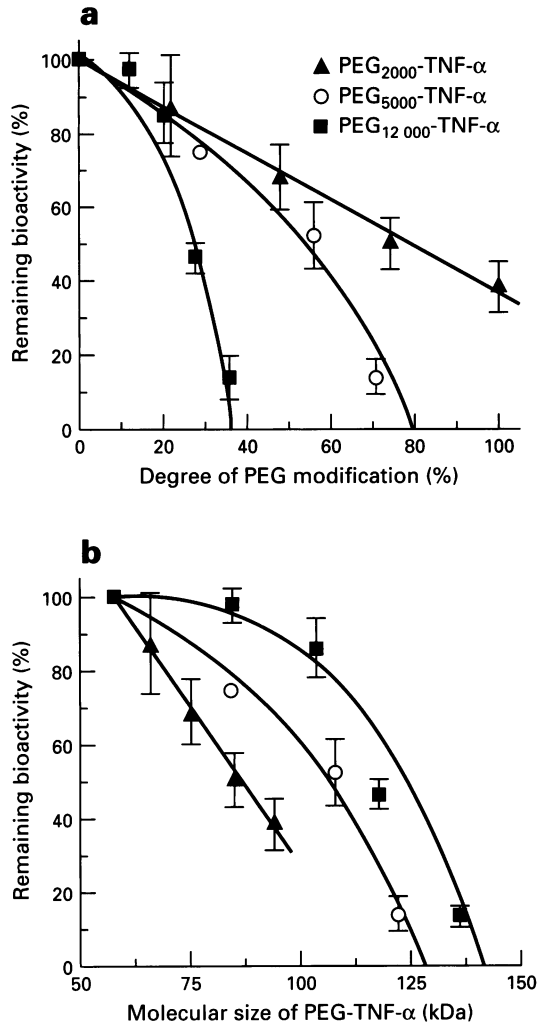 a
100
80
60
40
20
0
Remaining bioactivity (%)
PEG2000-TNF-α
PEG5000-TNF-α
PEG12 000-TNF-α
0 20 40 60 80 100
Degree of PEG modification (%)
b
100
80
60
40
20
0
Remaining bioactivity (%)
50 75 100 125 150
Molecular size of PEG-TNF-α (kDa)